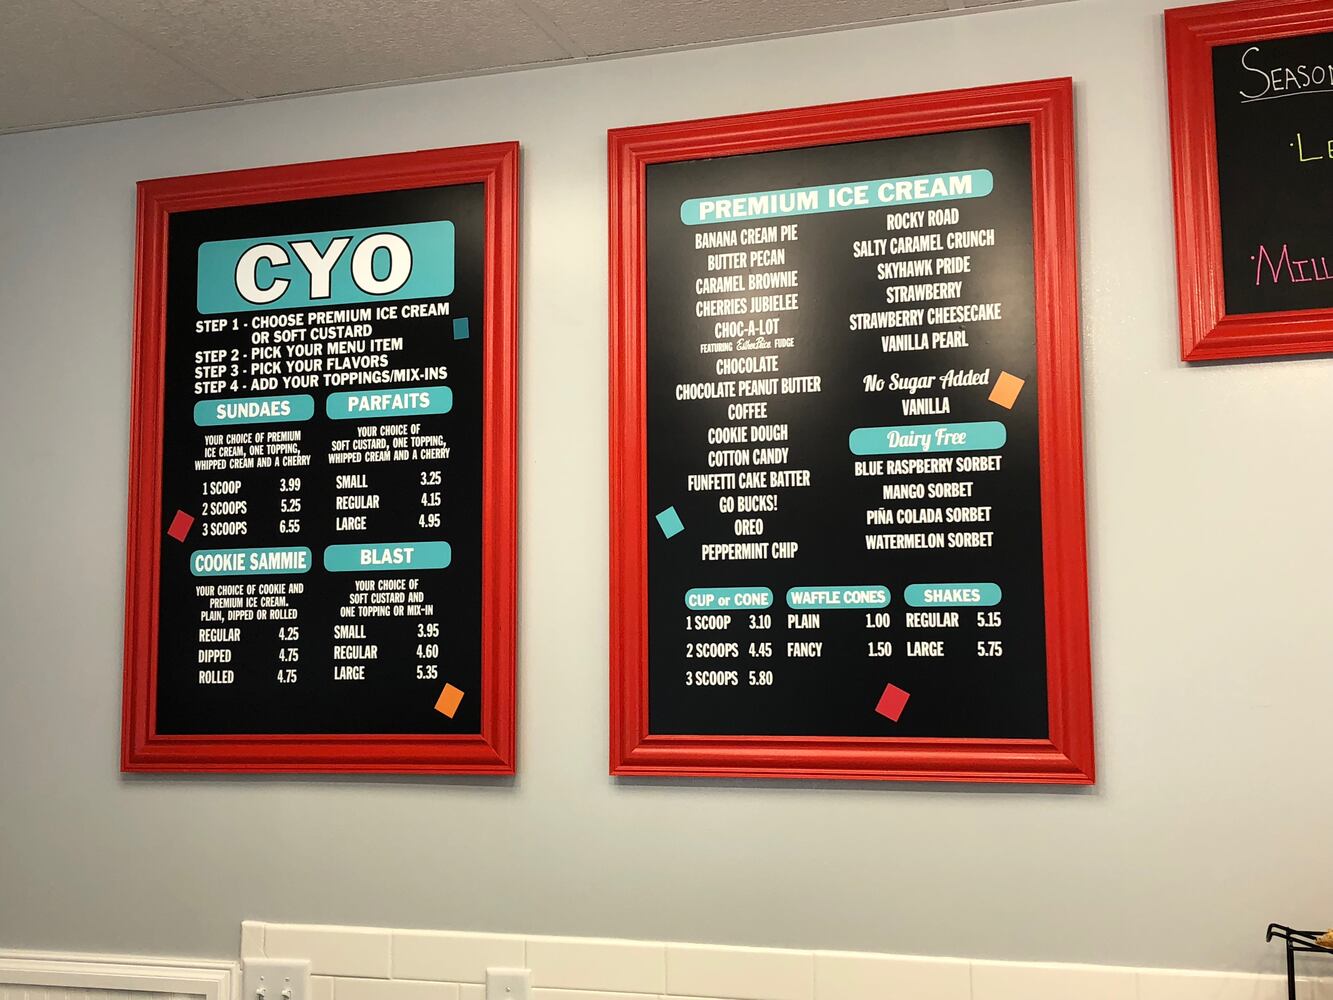 CYO
STEP 1 - CHOOSE PREMIUM ICE CREAM
OR SOFT CUSTARD
STEP 2 - PICK YOUR MENU ITEM
STEP 3 - PICK YOUR FLAVORS
STEP 4 - ADD YOUR TOPPINGS/MIX-INS
SUNDAES
YOUR CHOICE OF PREMIUM
ICE CREAM, ONE TOPPING,
WHIPPED CREAM AND A CHERRY
1 SCOOP 3.99
2 SCOOPS 5.25
3 SCOOPS 6.55
PARFAITS
YOUR CHOICE OF
SOFT CUSTARD, ONE TOPPING,
WHIPPED CREAM AND A CHERRY
SMALL 3.25
REGULAR 4.15
LARGE 4.95
COOKIE SAMMIE
YOUR CHOICE OF COOKIE AND
PREMIUM ICE CREAM.
PLAIN, DIPPED OR ROLLED
REGULAR 4.25
DIPPED 4.75
ROLLED 4.75
BLAST
YOUR CHOICE OF
SOFT CUSTARD AND
ONE TOPPING OR MIX-IN
SMALL 3.95
REGULAR 4.60
LARGE 5.35
PREMIUM ICE CREAM
BANANA CREAM PIE
BUTTER PECAN
CARAMEL BROWNIE
CHERRIES JUBIELEE
CHOC-A-LOT
FEATURING Esther Price FUDGE
CHOCOLATE
CHOCOLATE PEANUT BUTTER
COFFEE
COOKIE DOUGH
COTTON CANDY
FUNFETTI CAKE BATTER
GO BUCKS!
OREO
PEPPERMINT CHIP
ROCKY ROAD
SALTY CARAMEL CRUNCH
SKYHAWK PRIDE
STRAWBERRY
STRAWBERRY CHEESECAKE
VANILLA PEARL
No Sugar Added
VANILLA
Dairy Free
BLUE RASPBERRY SORBET
MANGO SORBET
PIÑA COLADA SORBET
WATERMELON SORBET
CUP or CONE
1 SCOOP 3.10
2 SCOOPS 4.45
3 SCOOPS 5.80
WAFFLE CONES
PLAIN 1.00
FANCY 1.50
SHAKES
REGULAR 5.15
LARGE 5.75